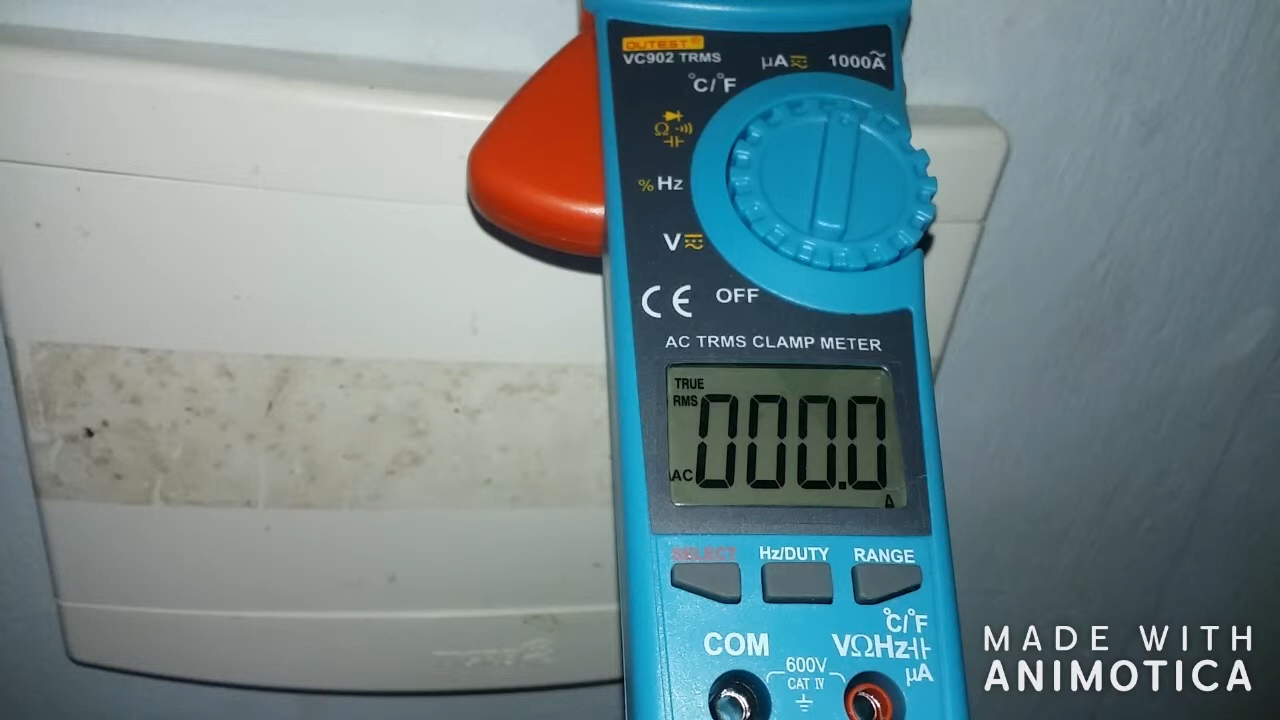 OUTEST®
VC902 TRMS
µA
1000A
°C/°F
Ω
% Hz
V
CE
OFF
AC TRMS CLAMP METER
TRUE
RMS
AC
000.0
A
SELECT
Hz/DUTY
RANGE
°C/°F
COM
VΩHz
µA
600V
CAT IV
MADE WITH
ANIMOTICA